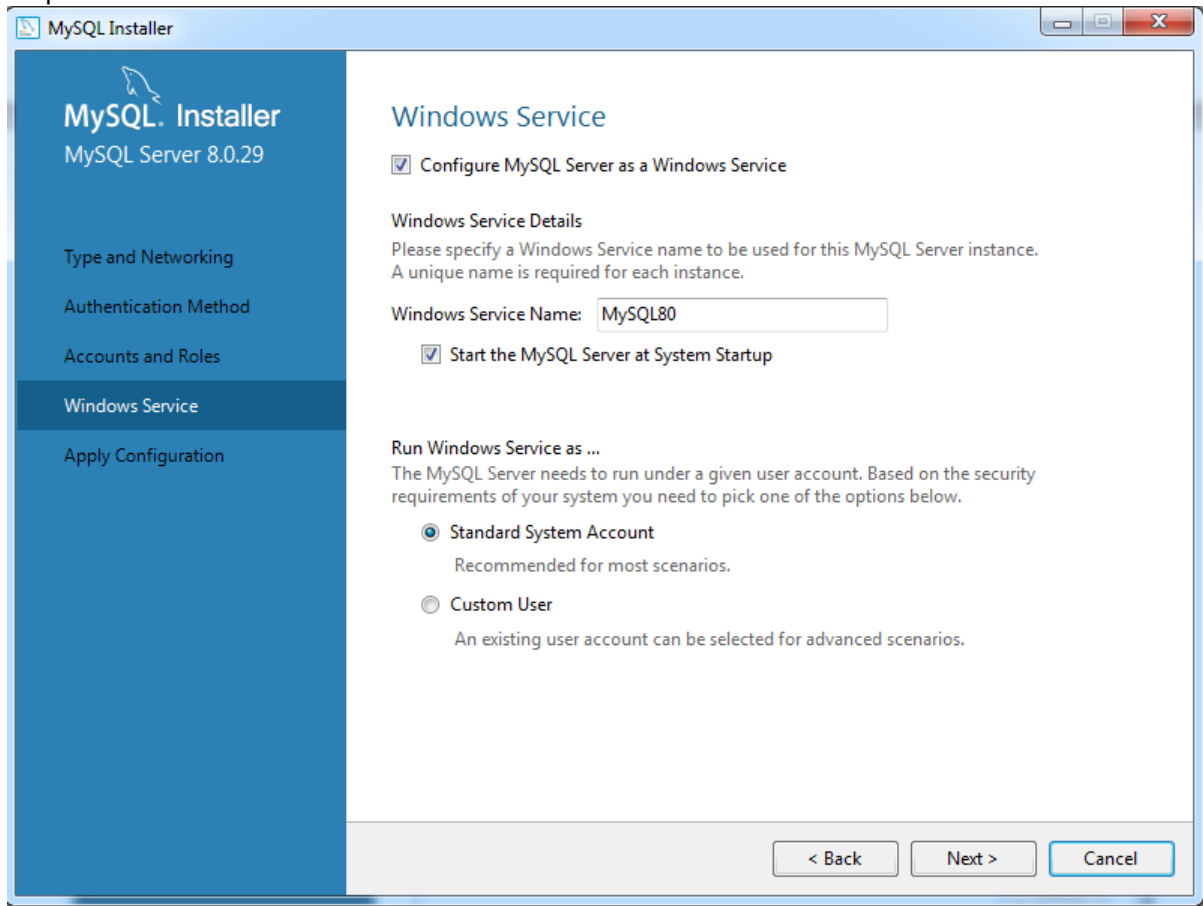 MySQL Installer
MySQL. Installer
MySQL Server 8.0.29
Type and Networking
Authentication Method
Accounts and Roles
Windows Service
Apply Configuration
Windows Service
Configure MySQL Server as a Windows Service
Windows Service Details
Please specify a Windows Service name to be used for this MySQL Server instance.
A unique name is required for each instance.
Windows Service Name: MySQL80
Start the MySQL Server at System Startup
Run Windows Service as ...
The MySQL Server needs to run under a given user account. Based on the security
requirements of your system you need to pick one of the options below.
Standard System Account
Recommended for most scenarios.
Custom User
An existing user account can be selected for advanced scenarios.
< Back Next > Cancel